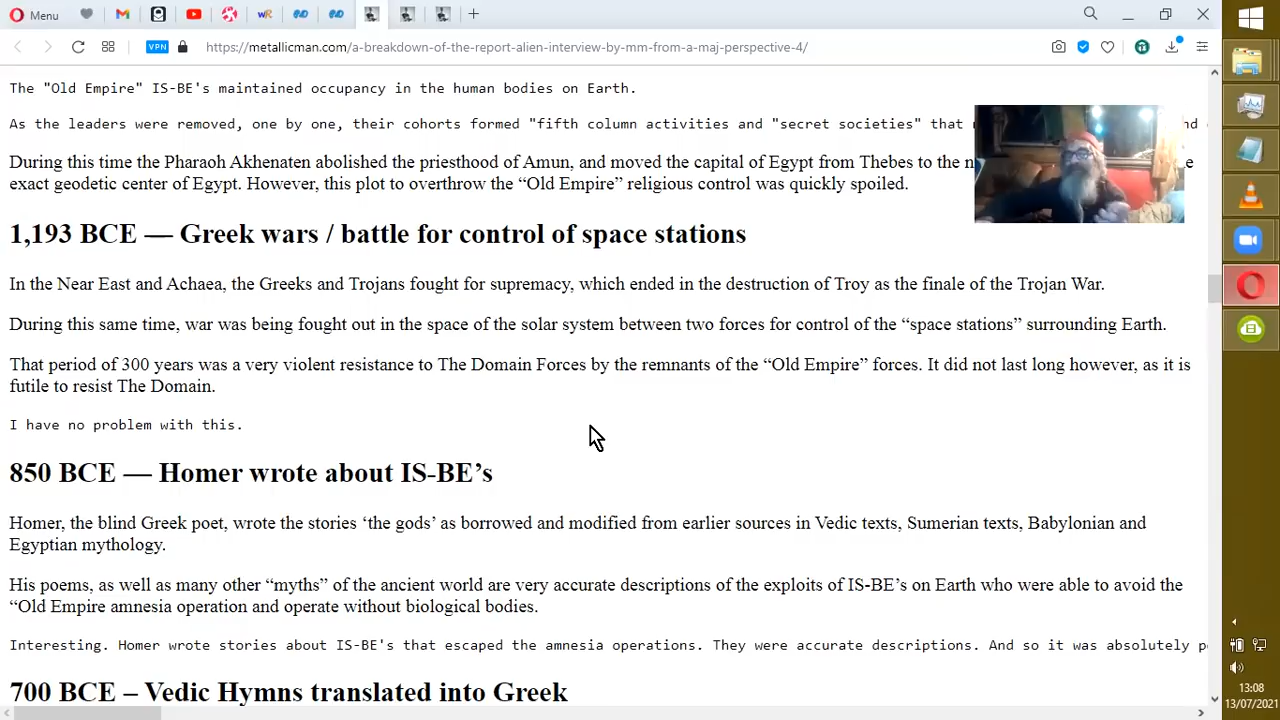 Menu
VPN https://metallicman.com/a-breakdown-of-the-report-alien-interview-by-mm-from-a-maj-perspective-4/
The "Old Empire" IS-BE's maintained occupancy in the human bodies on Earth.
As the leaders were removed, one by one, their cohorts formed "fifth column activities and "secret societies" that
During this time the Pharaoh Akhenaten abolished the priesthood of Amun, and moved the capital of Egypt from Thebes to the
exact geodetic center of Egypt. However, this plot to overthrow the “Old Empire” religious control was quickly spoiled.
1,193 BCE — Greek wars / battle for control of space stations
In the Near East and Achaea, the Greeks and Trojans fought for supremacy, which ended in the destruction of Troy as the finale of the Trojan War.
During this same time, war was being fought out in the space of the solar system between two forces for control of the “space stations” surrounding Earth.
That period of 300 years was a very violent resistance to The Domain Forces by the remnants of the “Old Empire” forces. It did not last long however, as it is
futile to resist The Domain.
I have no problem with this.
850 BCE — Homer wrote about IS-BE’s
Homer, the blind Greek poet, wrote the stories ‘the gods’ as borrowed and modified from earlier sources in Vedic texts, Sumerian texts, Babylonian and
Egyptian mythology.
His poems, as well as many other “myths” of the ancient world are very accurate descriptions of the exploits of IS-BE’s on Earth who were able to avoid the
“Old Empire amnesia operation and operate without biological bodies.
Interesting. Homer wrote stories about IS-BE's that escaped the amnesia operations. They were accurate descriptions. And so it was absolutely
700 BCE – Vedic Hymns translated into Greek
13:08
13/07/2021